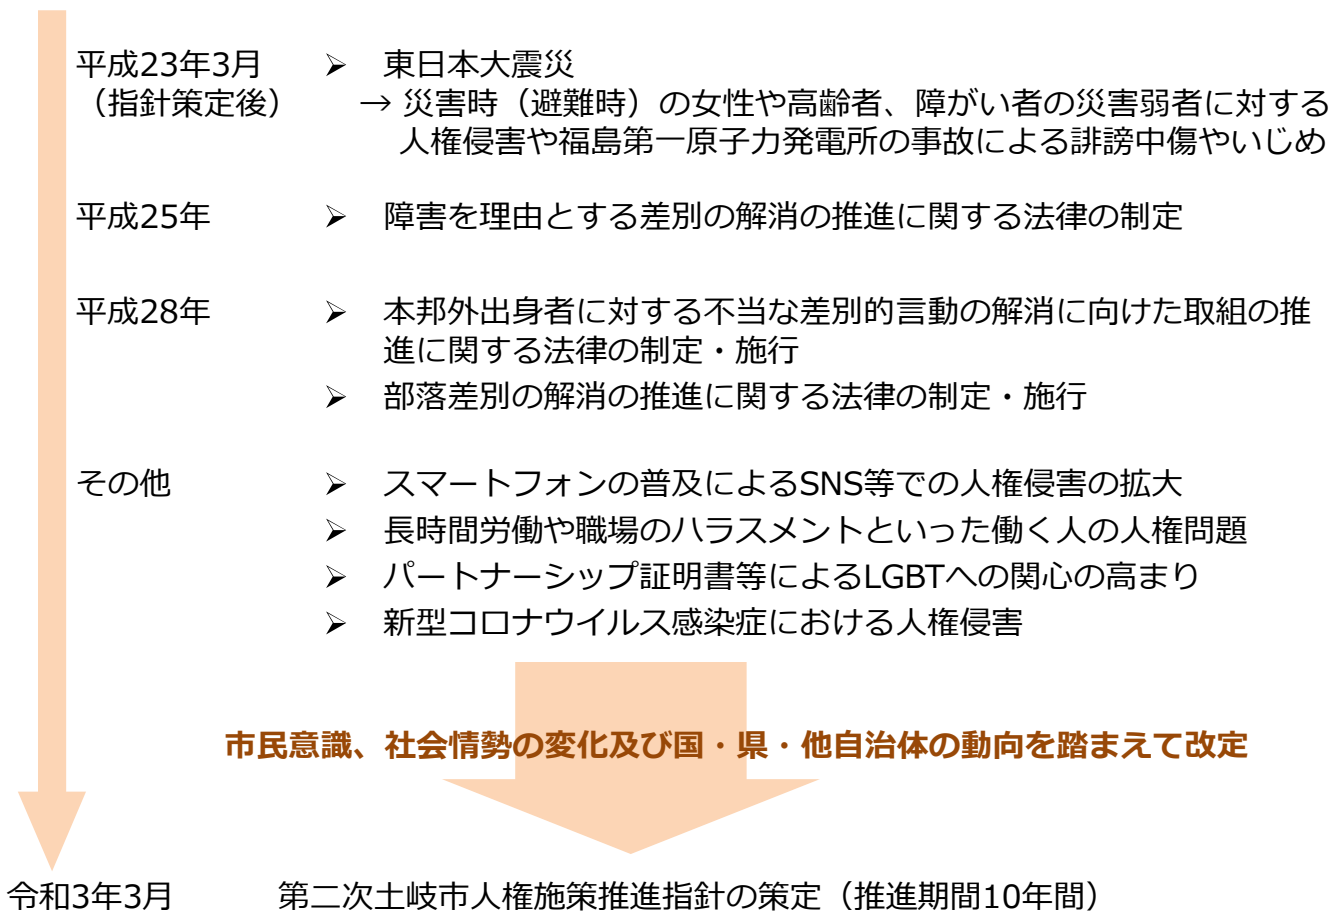 平成23年3月 ➢ 東日本大震災
（指針策定後） → 災害時（避難時）の女性や高齢者、障がい者の災害弱者に対する
人権侵害や福島第一原子力発電所の事故による誹謗中傷やいじめ
平成25年 ➢ 障害を理由とする差別の解消の推進に関する法律の制定
平成28年 ➢ 本邦外出身者に対する不当な差別的言動の解消に向けた取組の推
進に関する法律の制定・施行
➢ 部落差別の解消の推進に関する法律の制定・施行
その他 ➢ スマートフォンの普及によるSNS等での人権侵害の拡大
➢ 長時間労働や職場のハラスメントといった働く人の人権問題
➢ パートナーシップ証明書等によるLGBTへの関心の高まり
➢ 新型コロナウイルス感染症における人権侵害
市民意識、社会情勢の変化及び国・県・他自治体の動向を踏まえて改定
令和3年3月 第二次土岐市人権施策推進指針の策定（推進期間10年間）